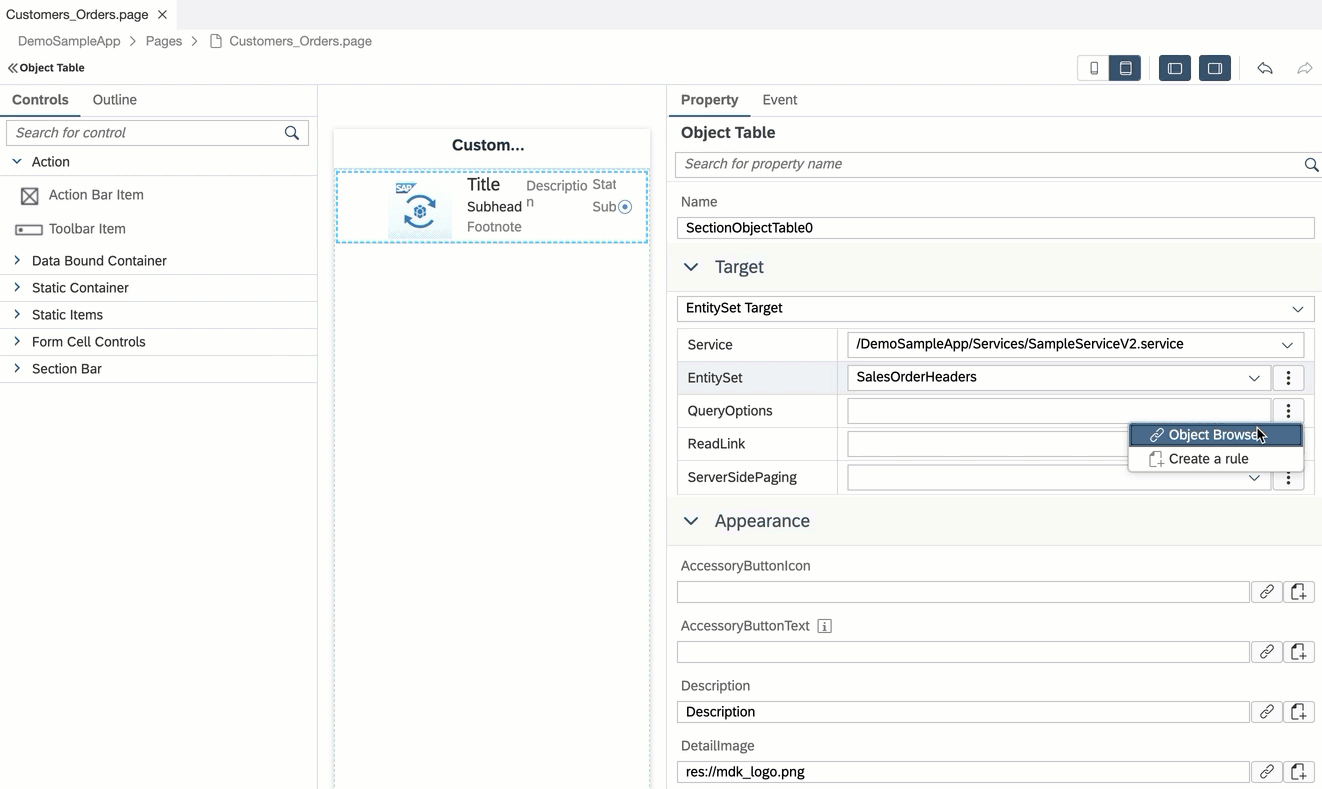 Customers_Orders.page
DemoSampleApp > Pages > Customers_Orders.page
Object Table
Controls Outline
Search for control
Action
Action Bar Item
Toolbar Item
Data Bound Container
Static Container
Static Items
Form Cell Controls
Section Bar
Custom...
SAP
Title
Subhead
Footnote
Descriptio
n
Stat
Sub
Property Event
Object Table
Search for property name
Name
SectionObjectTable0
Target
EntitySet Target
Service /DemoSampleApp/Services/SampleServiceV2.service
EntitySet SalesOrderHeaders
QueryOptions
Object Browse
Create a rule
ReadLink
ServerSidePaging
Appearance
AccessoryButtonIcon
AccessoryButtonText
Description
Description
DetailImage
res://mdk_logo.png